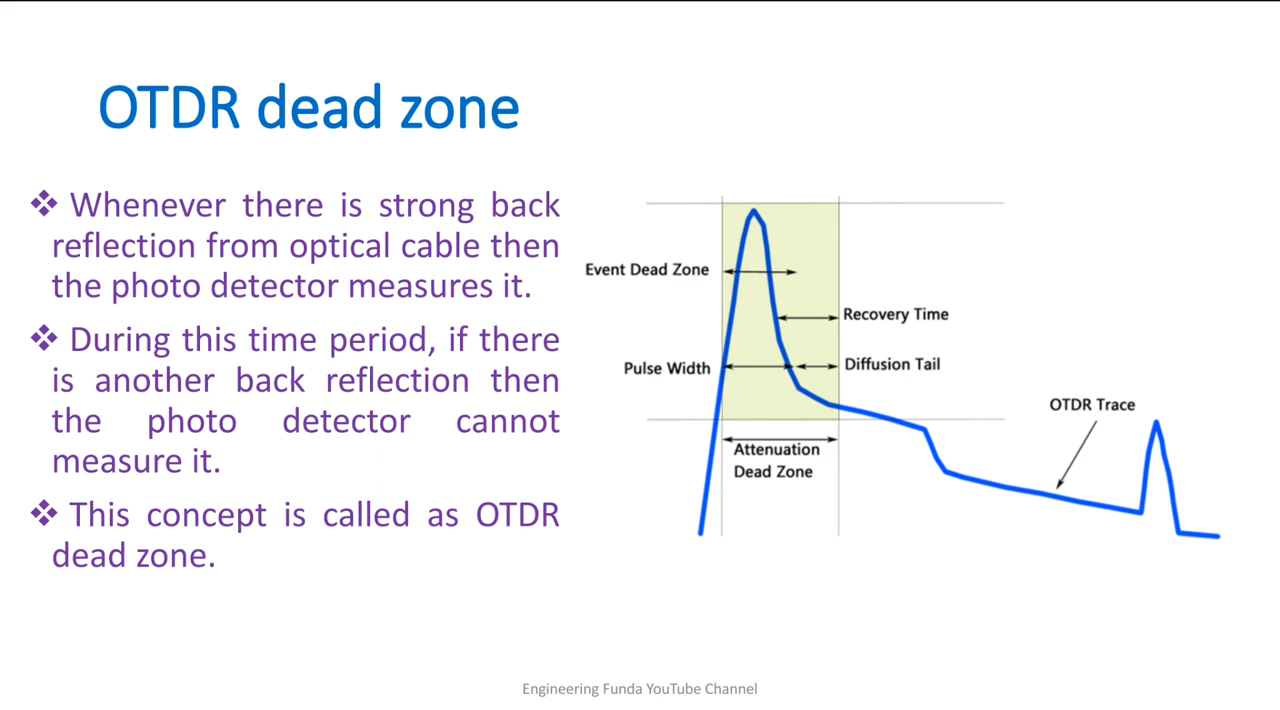 OTDR dead zone
❖ Whenever there is strong back
reflection from optical cable then
the photo detector measures it.
❖ During this time period, if there
is another back reflection then
the photo detector cannot
measure it.
❖ This concept is called as OTDR
dead zone.
Event Dead Zone
Recovery Time
Pulse Width
Diffusion Tail
OTDR Trace
Attenuation
Dead Zone
Engineering Funda YouTube Channel